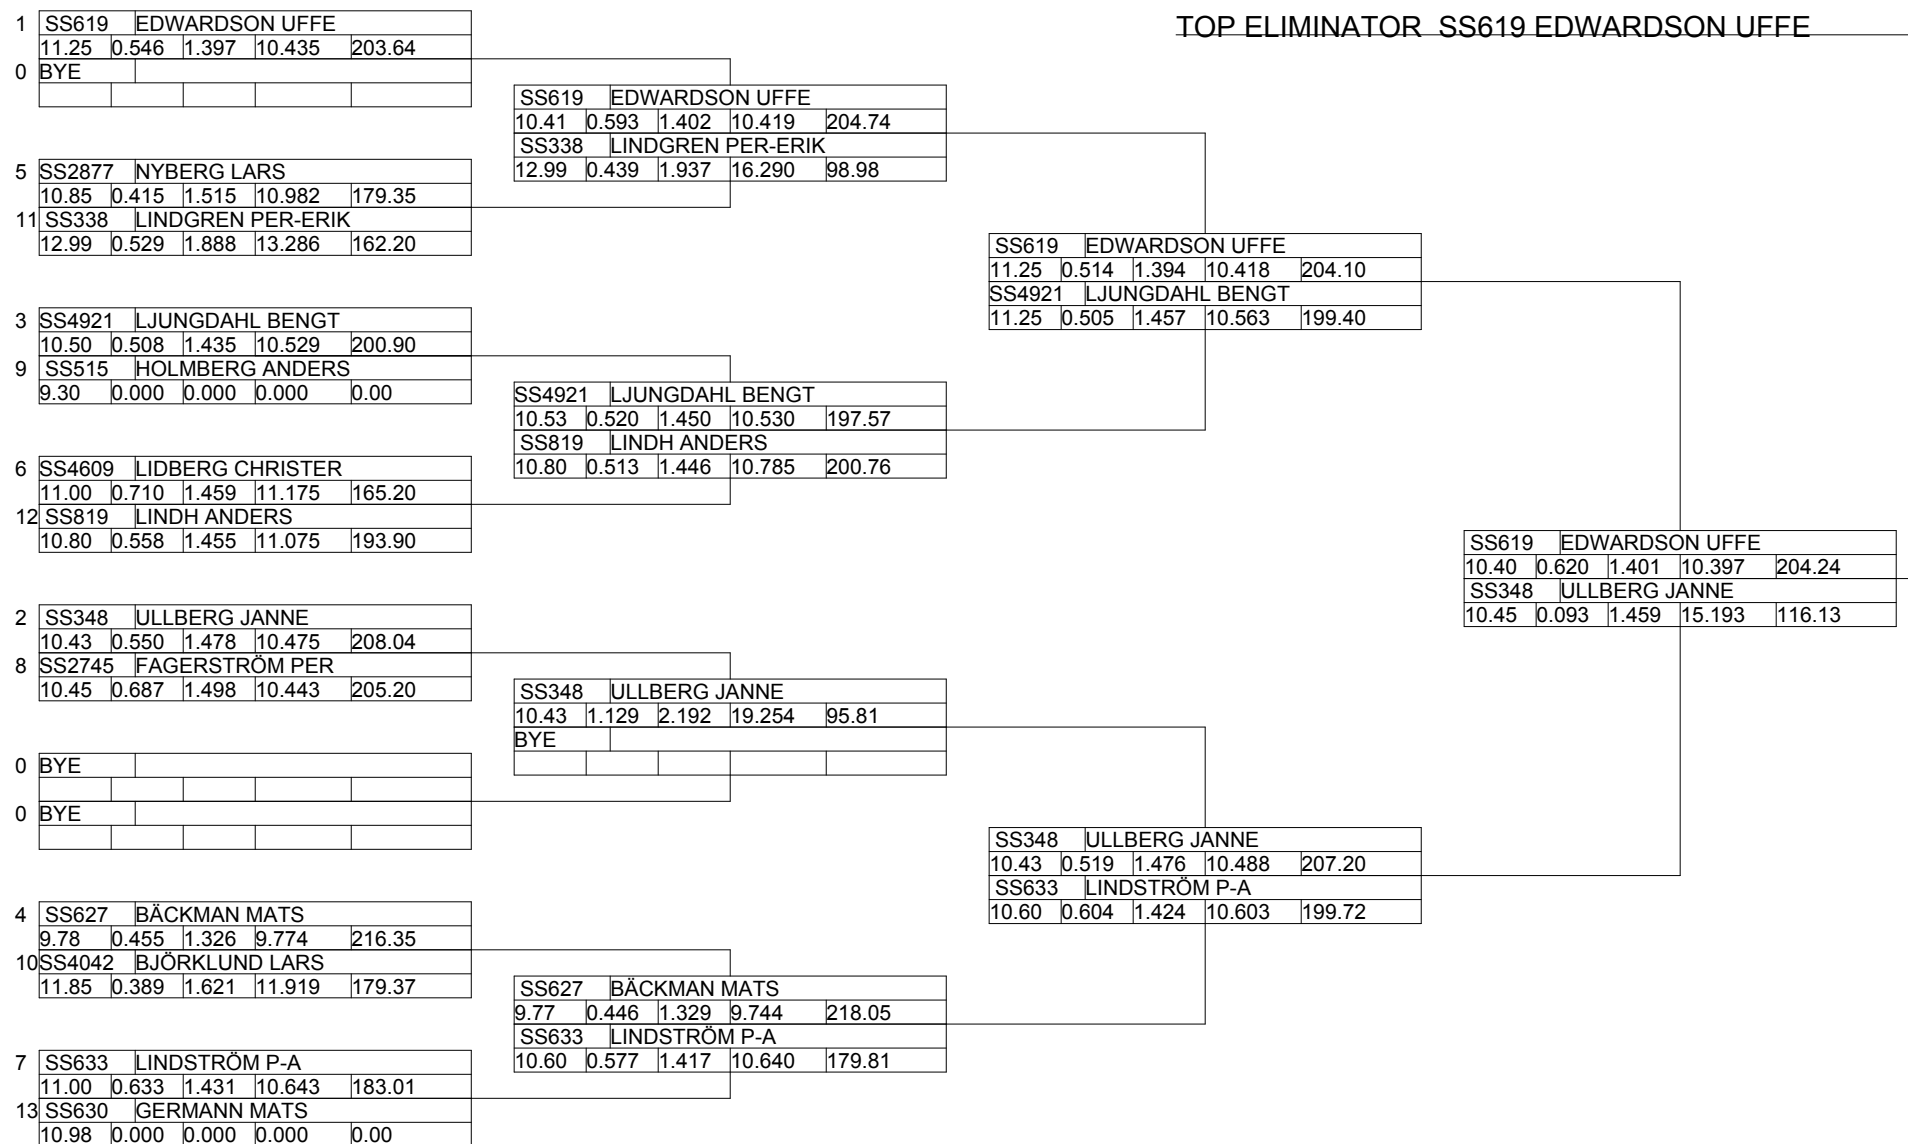 TOP ELIMINATOR SS619 EDWARDSON UFFE
1 SS619 EDWARDSON UFFE
11.25 0.546 1.397 10.435 203.64
0 BYE
5 SS2877 NYBERG LARS
10.85 0.415 1.515 10.982 179.35
11 SS338 LINDGREN PER-ERIK
12.99 0.529 1.888 13.286 162.20
3 SS4921 LJUNGDAHL BENGT
10.50 0.508 1.435 10.529 200.90
9 SS515 HOLMBERG ANDERS
9.30 0.000 0.000 0.000 0.00
6 SS4609 LIDBERG CHRISTER
11.00 0.710 1.459 11.175 165.20
12 SS819 LINDH ANDERS
10.80 0.558 1.455 11.075 193.90
2 SS348 ULLBERG JANNE
10.43 0.550 1.478 10.475 208.04
8 SS2745 FAGERSTRÖM PER
10.45 0.687 1.498 10.443 205.20
0 BYE
0 BYE
4 SS627 BÄCKMAN MATS
9.78 0.455 1.326 9.774 216.35
10 SS4042 BJÖRKLUND LARS
11.85 0.389 1.621 11.919 179.37
7 SS633 LINDSTRÖM P-A
11.00 0.633 1.431 10.643 183.01
13 SS630 GERMANN MATS
10.98 0.000 0.000 0.000 0.00
SS619 EDWARDSON UFFE
10.41 0.593 1.402 10.419 204.74
SS338 LINDGREN PER-ERIK
12.99 0.439 1.937 16.290 98.98
SS4921 LJUNGDAHL BENGT
10.53 0.520 1.450 10.530 197.57
SS819 LINDH ANDERS
10.80 0.513 1.446 10.785 200.76
SS348 ULLBERG JANNE
10.43 1.129 2.192 19.254 95.81
BYE
SS627 BÄCKMAN MATS
9.77 0.446 1.329 9.744 218.05
SS633 LINDSTRÖM P-A
10.60 0.577 1.417 10.640 179.81
SS619 EDWARDSON UFFE
11.25 0.514 1.394 10.418 204.10
SS4921 LJUNGDAHL BENGT
11.25 0.505 1.457 10.563 199.40
SS348 ULLBERG JANNE
10.43 0.519 1.476 10.488 207.20
SS633 LINDSTRÖM P-A
10.60 0.604 1.424 10.603 199.72
SS619 EDWARDSON UFFE
10.40 0.620 1.401 10.397 204.24
SS348 ULLBERG JANNE
10.45 0.093 1.459 15.193 116.13